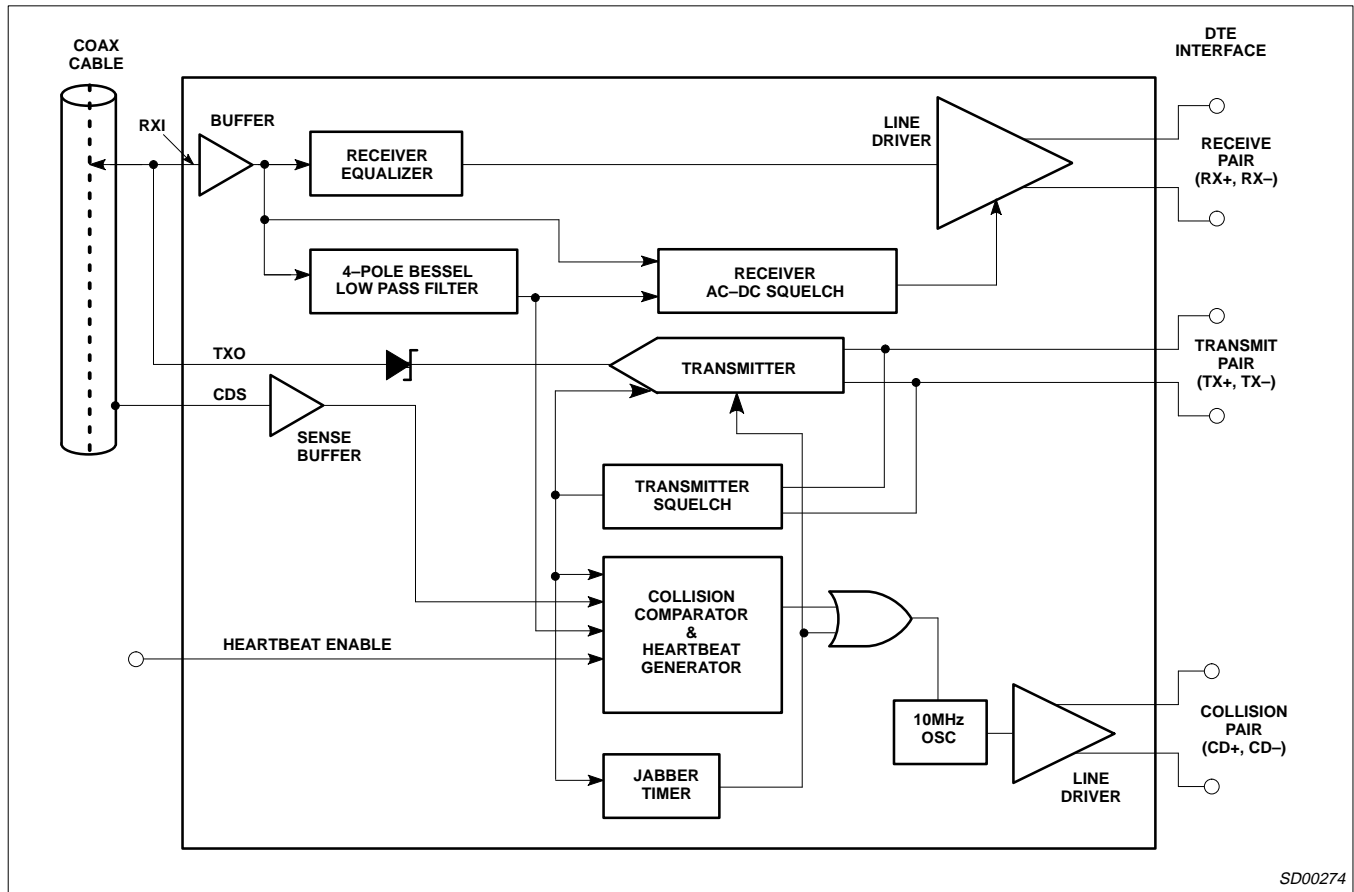 COAX
CABLE
DTE
INTERFACE
RXI
BUFFER
LINE
DRIVER
RECEIVER
EQUALIZER
RECEIVE
PAIR
(RX+, RX–)
4–POLE BESSEL
LOW PASS FILTER
RECEIVER
AC–DC SQUELCH
TXO
TRANSMITTER
TRANSMIT
PAIR
(TX+, TX–)
CDS
SENSE
BUFFER
TRANSMITTER
SQUELCH
COLLISION
COMPARATOR
&
HEARTBEAT
GENERATOR
HEARTBEAT ENABLE
10MHz
OSC
COLLISION
PAIR
(CD+, CD–)
LINE
DRIVER
JABBER
TIMER
SD00274